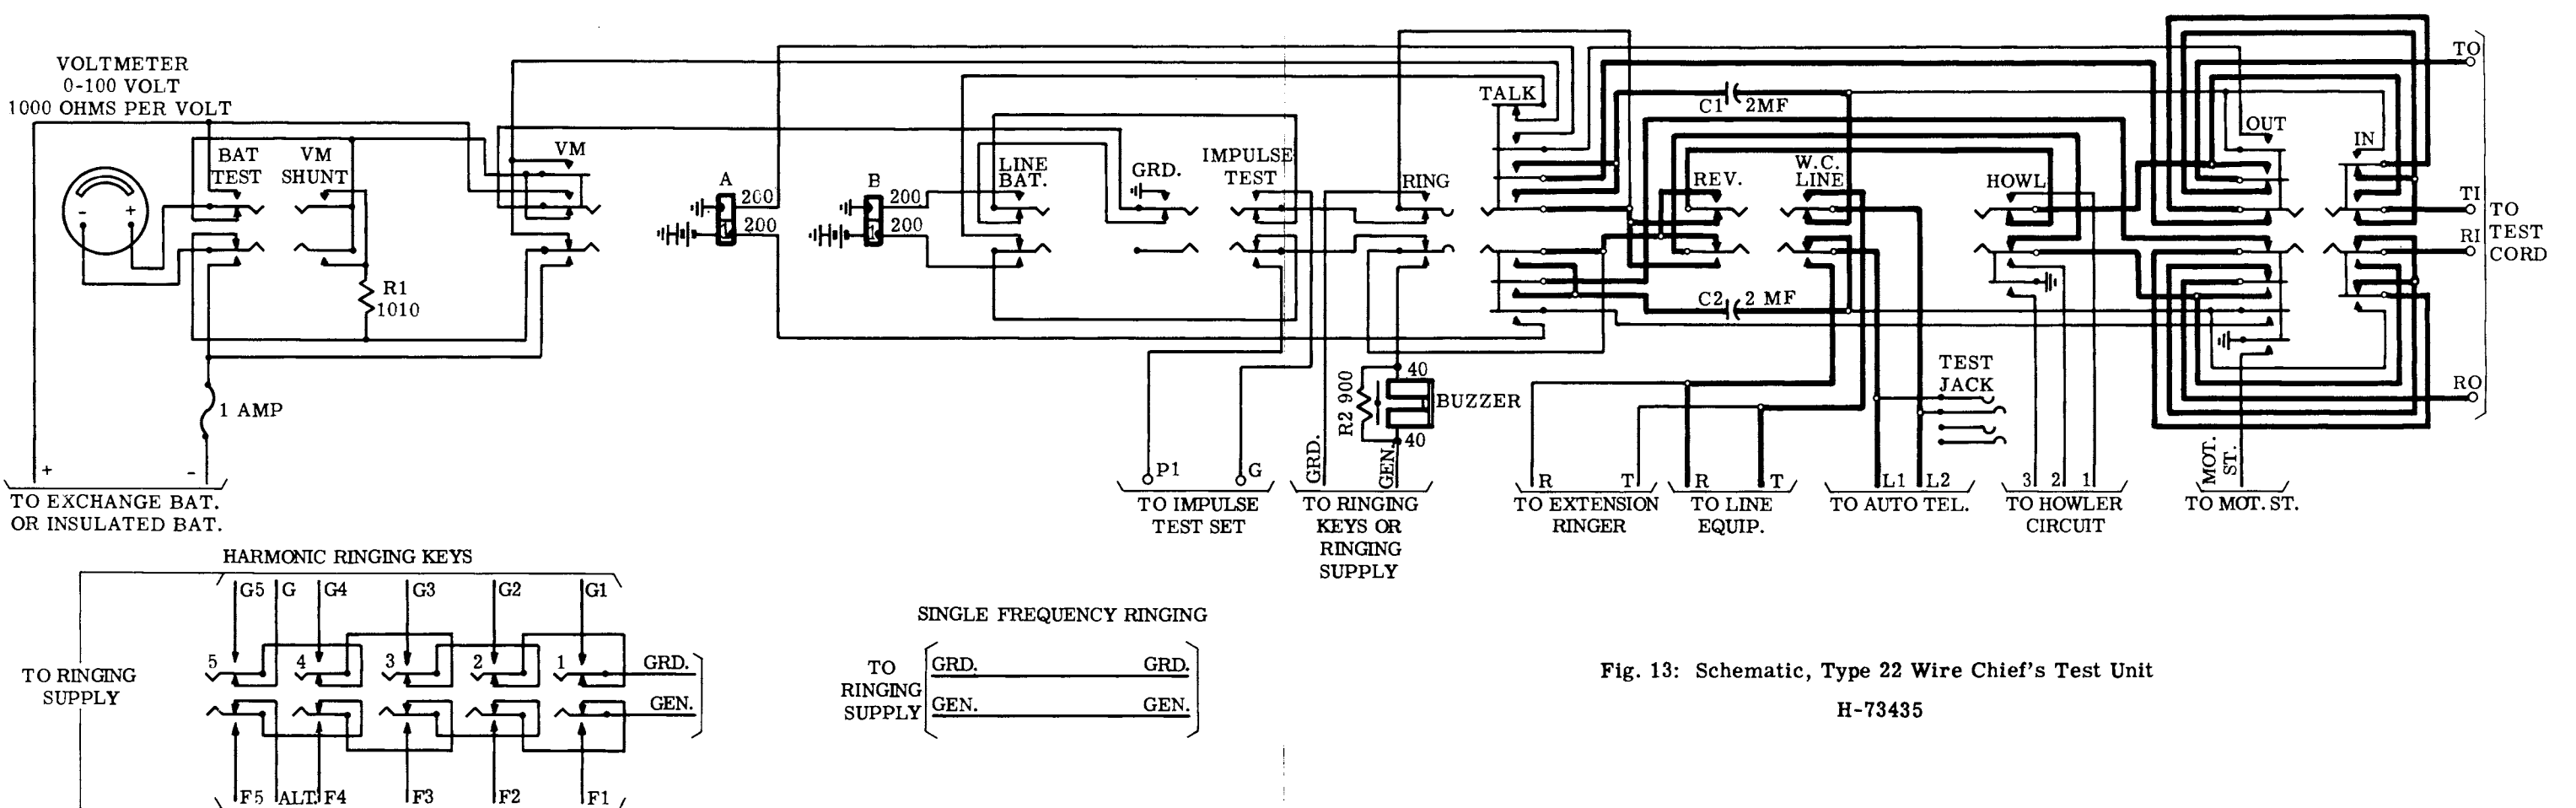 VOLTMETER
0-100 VOLT
1000 OHMS PER VOLT
BAT
TEST
VM
SHUNT
VM
- +
R1
1010
1 AMP
+
-
TO EXCHANGE BAT.
OR INSULATED BAT.
A
200
200
B
200
1
200
LINE
BAT.
GRD.
IMPULSE
TEST
RING
TALK
C1
2MF
C2
2 MF
REV.
W.C.
LINE
HOWL
OUT
IN
TO
TI
RI
RO
TO
TEST
CORD
P1
G
TO IMPULSE
TEST SET
R2 900
40
BUZZER
40
GRD.
GEN.
TO RINGING
KEYS OR
RINGING
SUPPLY
R
T
TO EXTENSION
RINGER
R
T
TO LINE
EQUIP.
TEST
JACK
L1
L2
TO AUTO TEL.
3
2
1
TO HOWLER
CIRCUIT
MOT.
ST.
TO MOT. ST.
HARMONIC RINGING KEYS
G5 G G4 G3 G2 G1
5 4 3 2 1
GRD.
GEN.
TO RINGING
SUPPLY
F5 ALT. F4 F3 F2 F1
SINGLE FREQUENCY RINGING
TO
RINGING
SUPPLY
GRD. GRD.
GEN. GEN.
Fig. 13: Schematic, Type 22 Wire Chief's Test Unit
H-73435